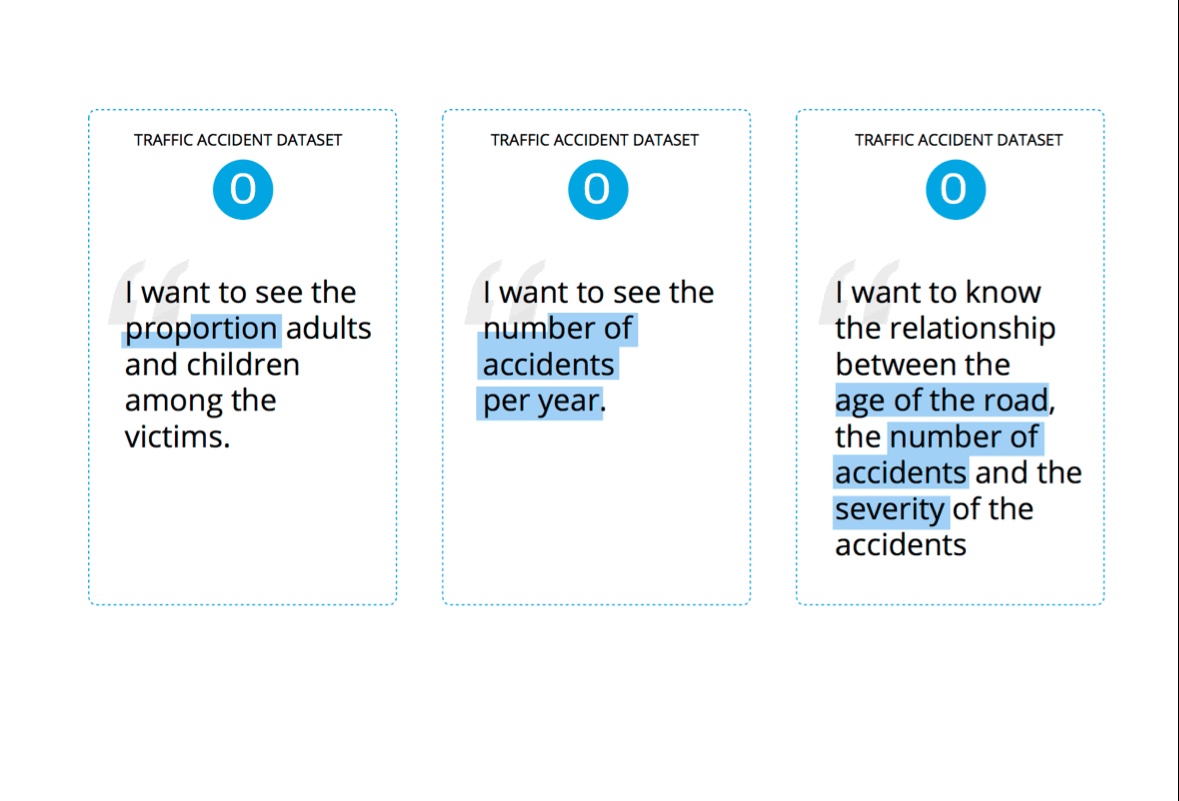 TRAFFIC ACCIDENT DATASET
O
I want to see the
proportion adults
and children
among the
victims.
TRAFFIC ACCIDENT DATASET
O
I want to see the
number of
accidents
per year.
TRAFFIC ACCIDENT DATASET
O
I want to know
the relationship
between the
age of the road,
the number of
accidents and the
severity of the
accidents